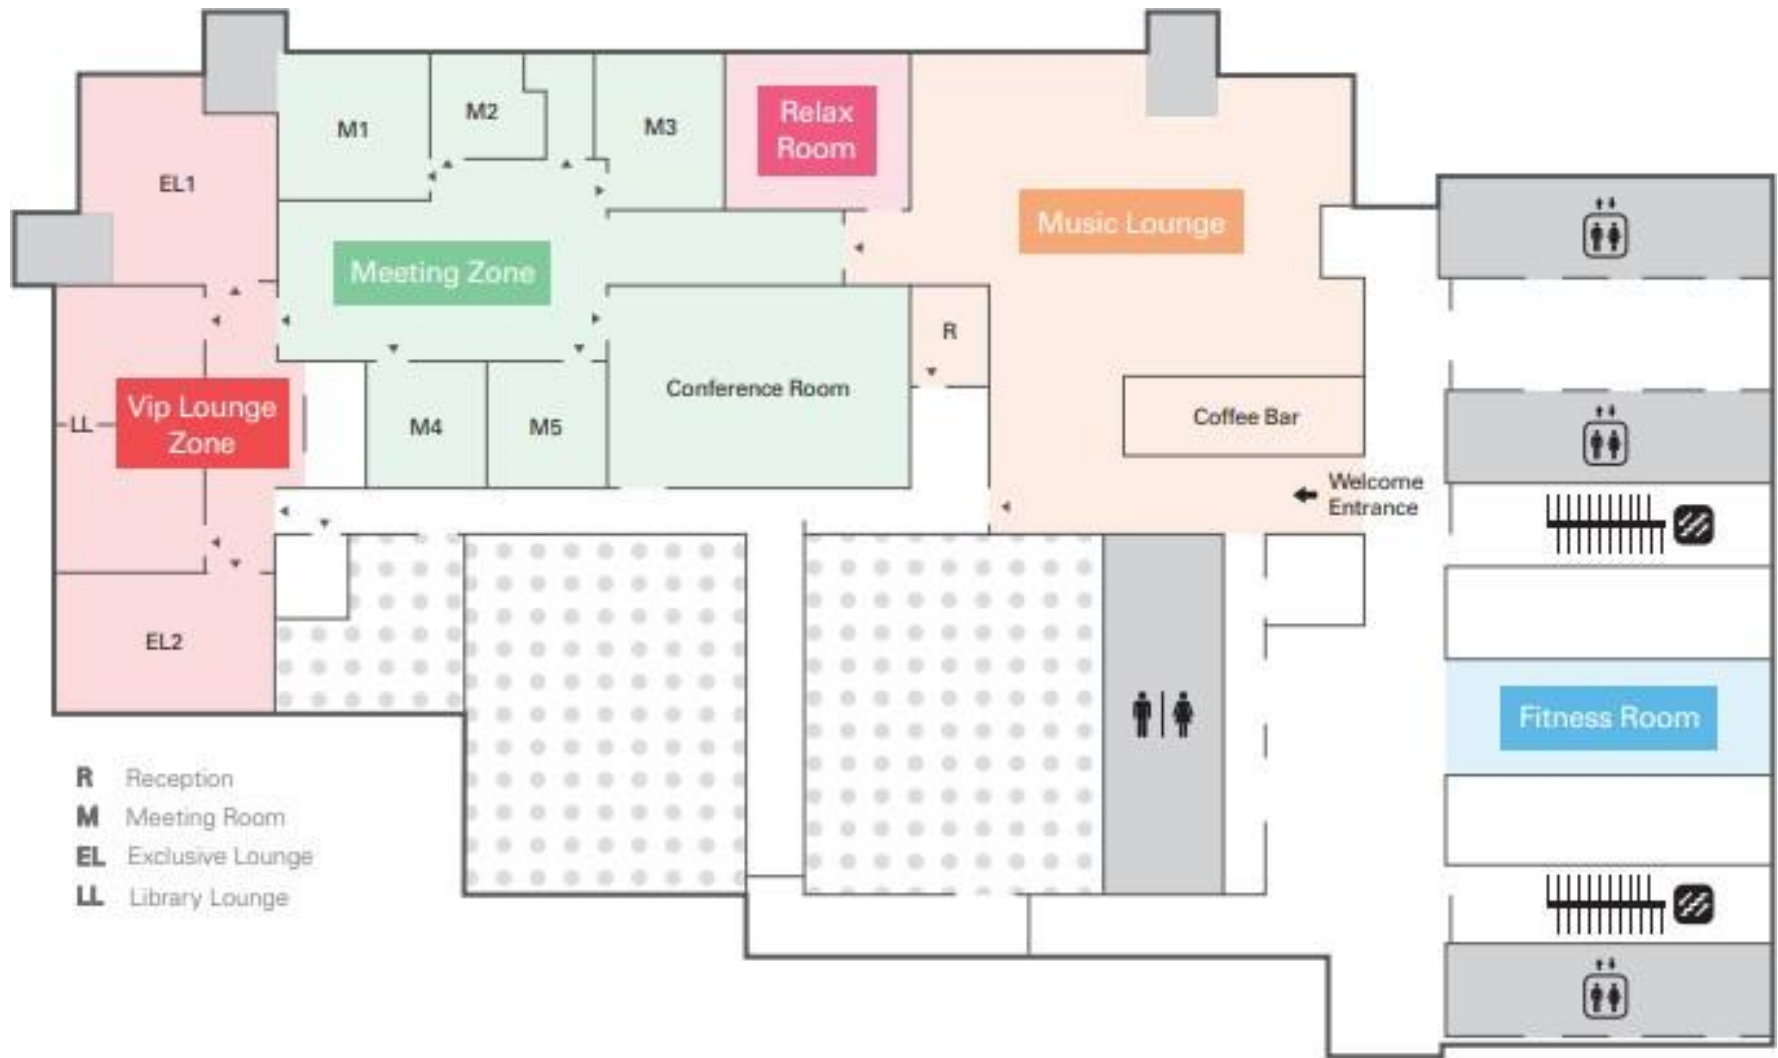 M1
M2
M3
Relax
Room
EL1
Music Lounge
Meeting Zone
R
Conference Room
Vip Lounge
Zone
LL
M4
M5
Coffee Bar
Welcome
Entrance
EL2
Fitness Room
R Reception
M Meeting Room
EL Exclusive Lounge
LL Library Lounge